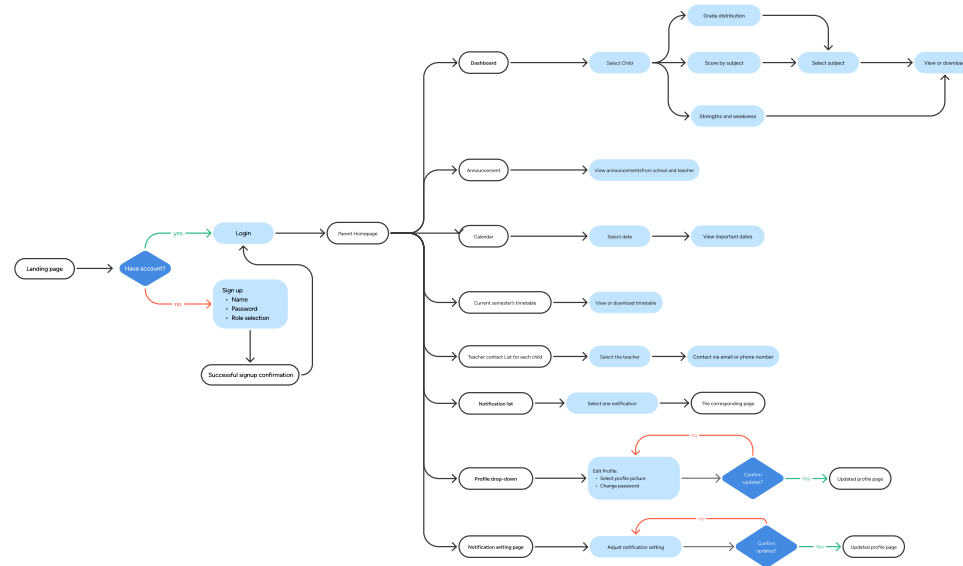 Grade distribution
Dashboard
Select Child
Score by subject
Select subject
View or download
Strengths and weakness
Announcement
View announcementsfrom school and teacher
yes
Login
Parent Homepage
Calender
Select date
View important dates
Landing page
Have account?
no
Sign up
• Name
• Password
• Role selection
Current semester's timetable
View or download timetable
Teacher contact List for each child
Select the teacher
Contact via email or phone number
Successful signup confirmation
Notification list
Select one notification
The corresponding page
no
Profile drop-down
Edit Profile:
• Select profile picture
• Change password
Confirm
updates?
Yes
Updated profile page
no
Notification setting page
Adjust notification setting
Confirm
updates?
Yes
Updated profile page